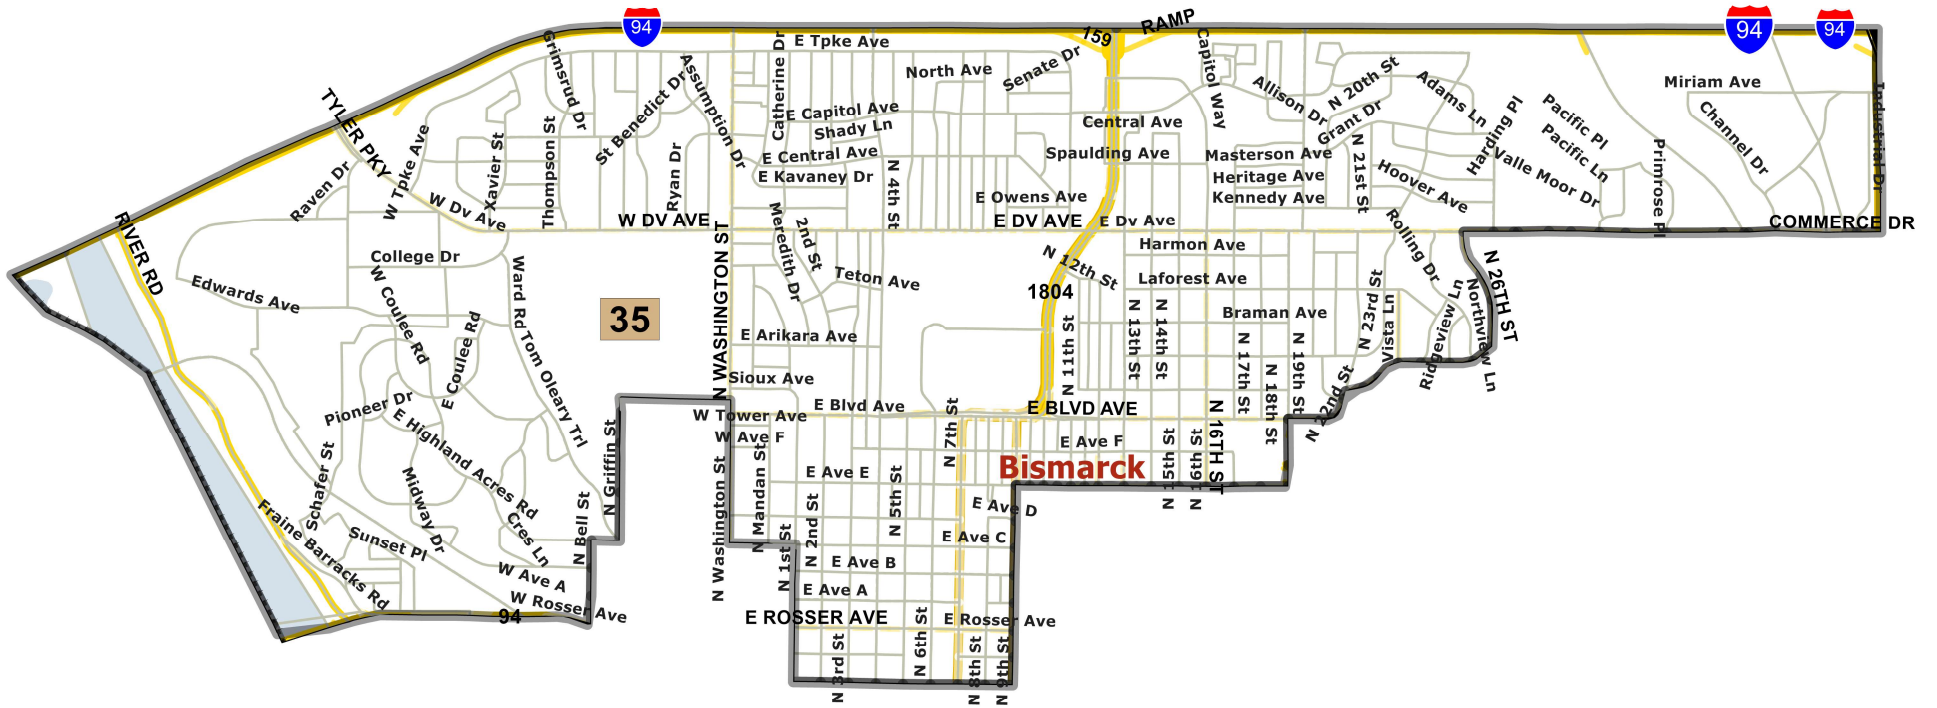 94
94
94
159
RAMP
E Tpke Ave
Catherine Dr
Grimsrud Dr
Assumption Dr
St Benedict Dr
North Ave
Senate Dr
Capitol Way
Allison Dr
N 20th St
Adams Ln
Grant Dr
Harding Pl
Pacific Pl
Pacific Ln
Miriam Ave
Channel Dr
Industrial Dr
TYLER PKY
W Tpke Ave
Xavier St
Thompson St
Ryan Dr
E Capitol Ave
Shady Ln
E Central Ave
E Kavaney Dr
N 4th St
Central Ave
Spaulding Ave
Masterson Ave
Heritage Ave
Kennedy Ave
N 21st St
Hoover Ave
Valle Moor Dr
Primrose Pl
Raven Dr
W Dv Ave
W DV AVE
E Owens Ave
E DV AVE
E Dv Ave
COMMERCE DR
RIVER RD
College Dr
Edwards Ave
W Coulee Rd
E Coulee Rd
Ward Rd
Tom Oleary Trl
35
N WASHINGTON ST
Meredith Dr
2nd St
Teton Ave
E Arikara Ave
Sioux Ave
N 12th St
1804
Harmon Ave
Laforest Ave
Braman Ave
Rolling Dr
N 26TH ST
Northview Ln
Ridgeview Ln
Vista Ln
N 23rd St
N 22nd St
N 11th St
N 13th St
N 14th St
N 17th St
N 18th St
N 19th St
N 16TH ST
Pioneer Dr
E Highland Acres Rd
Schafer St
Midway Dr
Cres Ln
Fraine Barracks Rd
Sunset Pl
W Ave A
W Rosser Ave
94
N Bell St
N Griffin St
W Tower Ave
E Blvd Ave
E BLVD AVE
W Ave F
E Ave F
N 7th St
Bismarck
N 15th St
N 16th St
E Ave E
N Mandan St
N Washington St
N 1st St
N 2nd St
N 5th St
E Ave D
E Ave C
E Ave B
E Ave A
E ROSSER AVE
E Rosser Ave
N 3rd St
N 6th St
N 8th St
N 9th St